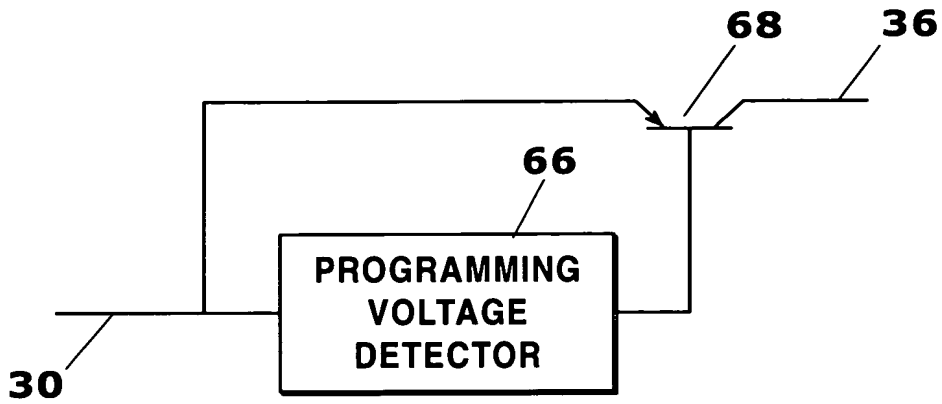 68
36
66
PROGRAMMING
VOLTAGE
DETECTOR
30